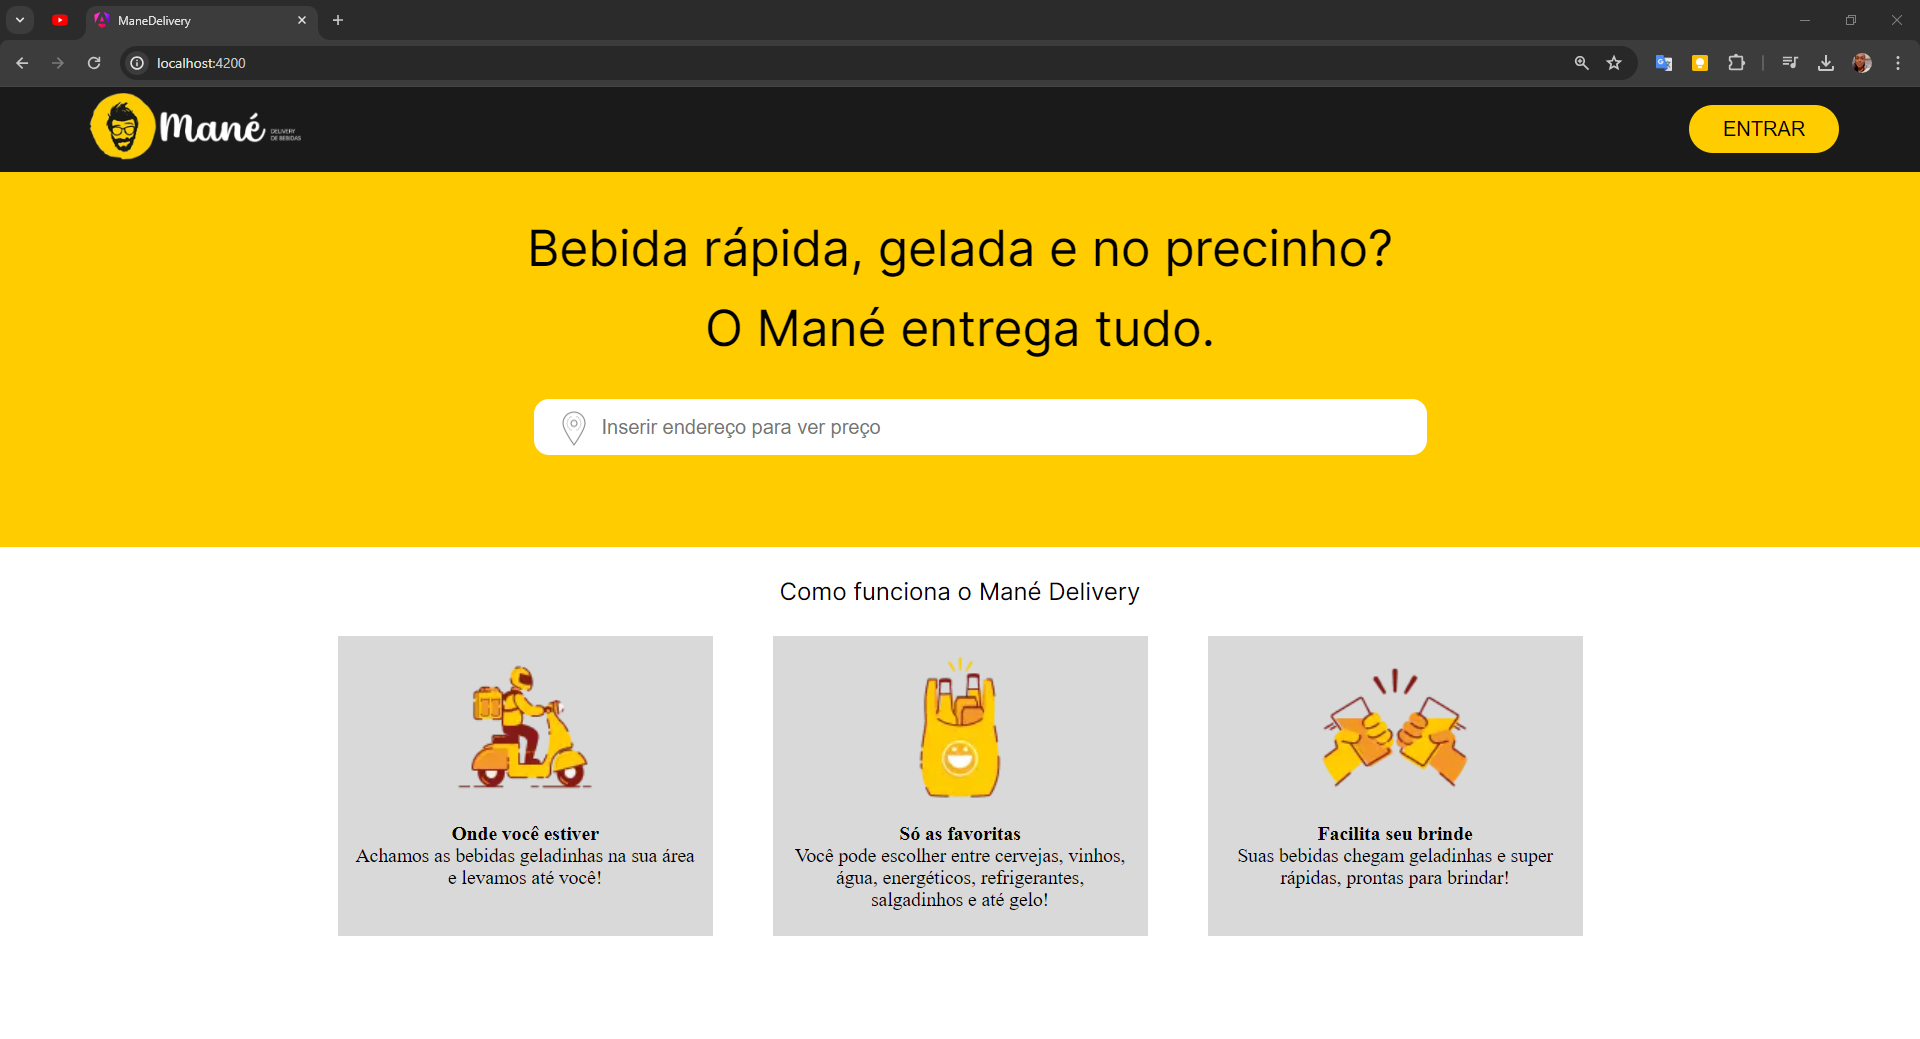 ManeDelivery
localhost:4200
Mané DELIVERY
DE BEBIDAS
ENTRAR
Bebida rápida, gelada e no precinho?
O Mané entrega tudo.
Inserir endereço para ver preço
Como funciona o Mané Delivery
Onde você estiver
Achamos as bebidas geladinhas na sua área
e levamos até você!
Só as favoritas
Você pode escolher entre cervejas, vinhos,
água, energéticos, refrigerantes,
salgadinhos e até gelo!
Facilita seu brinde
Suas bebidas chegam geladinhas e super
rápidas, prontas para brindar!